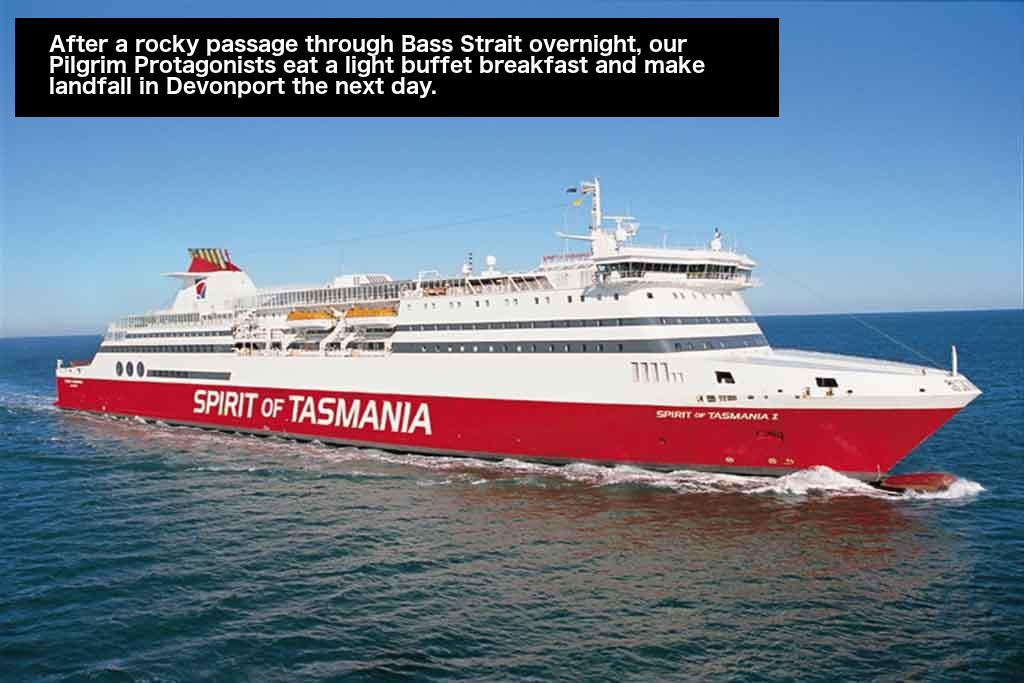 After a rocky passage through Bass Strait overnight, our
Pilgrim Protagonists eat a light buffet breakfast and make
landfall in Devonport the next day.
SPIRIT OF TASMANIA
SPIRIT OF TASMANIA I